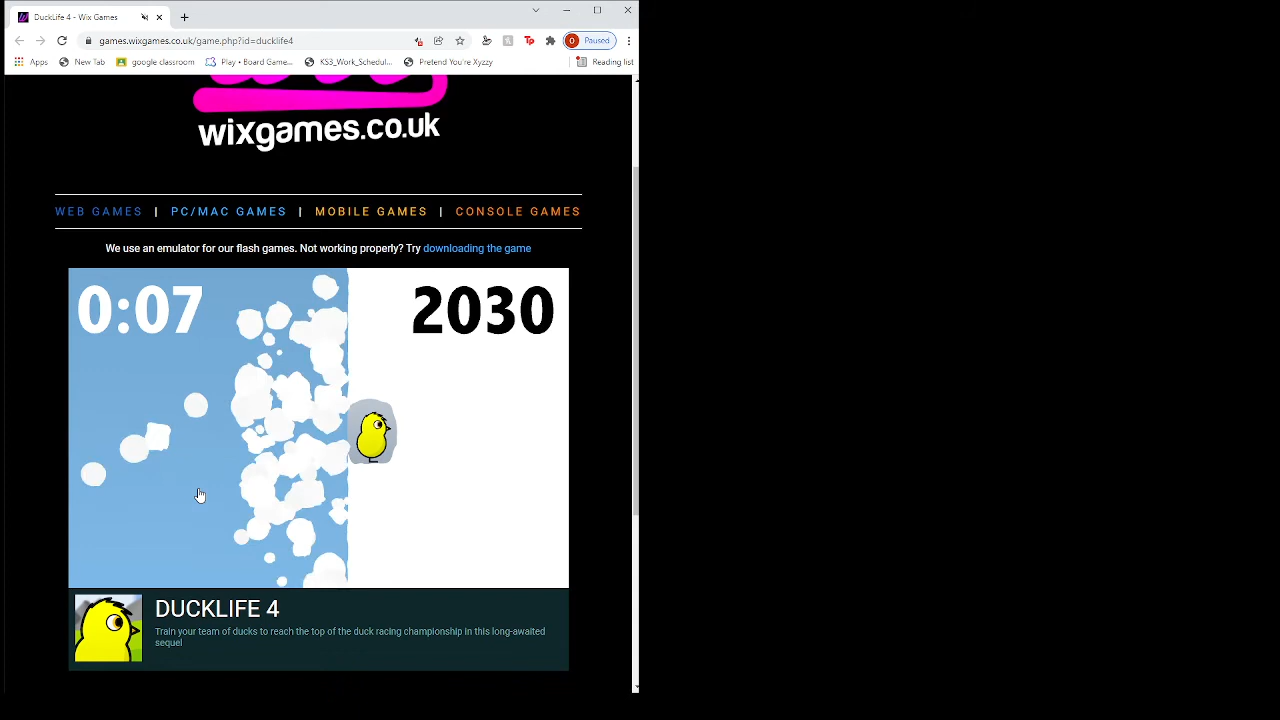 DuckLife 4 - Wix Games
games.wixgames.co.uk/game.php?id=ducklife4
Paused
Apps
New Tab
google classroom
Play • Board Game...
KS3_Work_Schedul...
Pretend You're Xyzzy
Reading list
wixgames.co.uk
WEB GAMES | PC/MAC GAMES | MOBILE GAMES | CONSOLE GAMES
We use an emulator for our flash games. Not working properly? Try downloading the game
0:07
2030
DUCKLIFE 4
Train your team of ducks to reach the top of the duck racing championship in this long-awaited
sequel